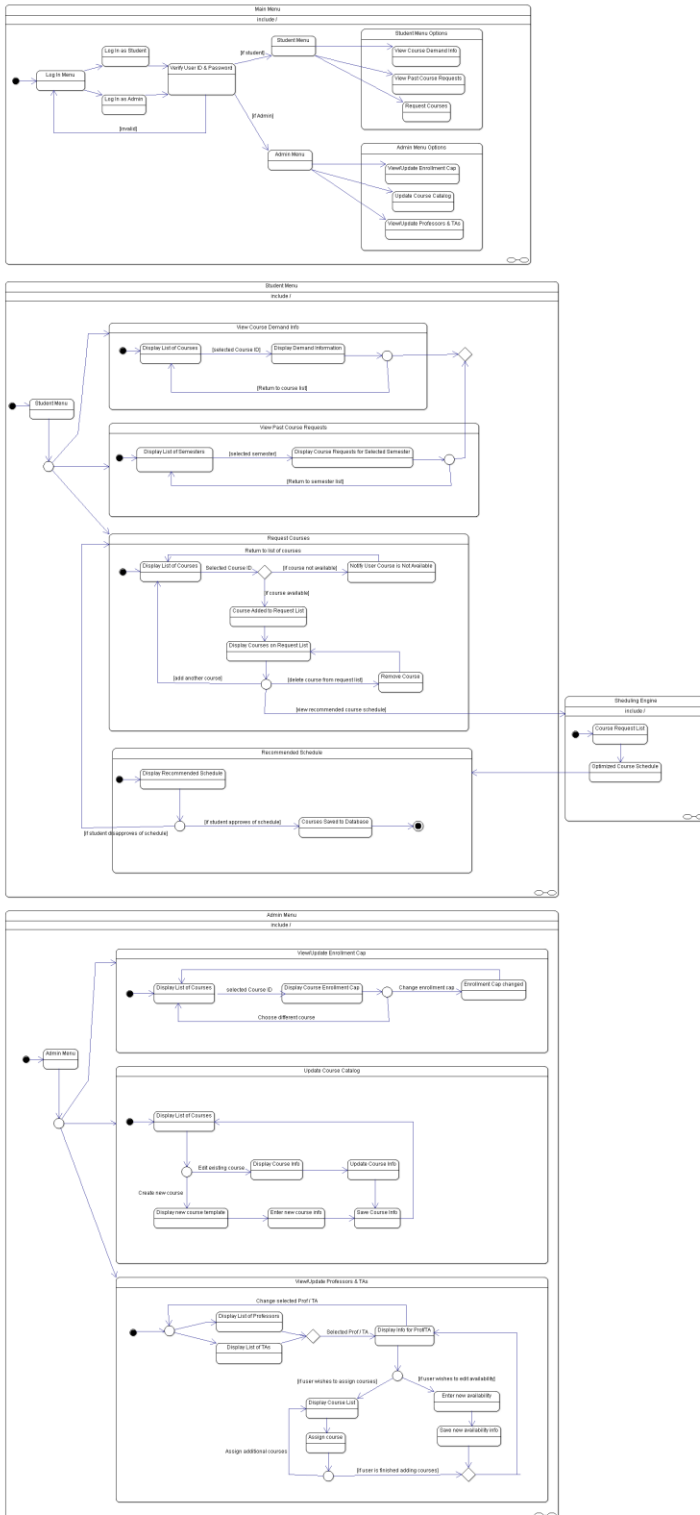 Main Menu
include /
Log In Menu
Log In as Student
Log In as Admin
Verify User ID & Password
[invalid]
[if student]
[if Admin]
Student Menu
Admin Menu
Student Menu Options
View Course Demand Info
View Past Course Requests
Request Courses
Admin Menu Options
View/Update Enrollment Cap
Update Course Catalog
View/Update Professors & TAs
Student Menu
include /
Student Menu
View Course Demand Info
Display List of Courses
[selected Course ID]
Display Demand Information
[Return to course list]
View Past Course Requests
Display List of Semesters
[selected semester]
Display Course Requests for Selected Semester
[Return to semester list]
Request Courses
Return to list of courses
Display List of Courses
Selected Course ID
[if course not available]
Notify User Course is Not Available
[if course available]
Course Added to Request List
Display Courses on Request List
[add another course]
[delete course from request list]
Remove Course
[view recommended course schedule]
Sheduling Engine
include /
Course Request List
Optimized Course Schedule
Recommended Schedule
Display Recommended Schedule
[if student approves of schedule]
Courses Saved to Database
[if student disapproves of schedule]
Admin Menu
include /
Admin Menu
View/Update Enrollment Cap
Display List of Courses
selected Course ID
Display Course Enrollment Cap
Change enrollment cap
Enrollment Cap changed
Choose different course
Update Course Catalog
Display List of Courses
Edit existing course
Display Course Info
Update Course Info
Create new course
Display new course template
Enter new course info
Save Course Info
View/Update Professors & TAs
Change selected Prof / TA
Display List of Professors
Display List of TAs
Selected Prof / TA
Display Info for Prof/TA
[if user wishes to assign courses]
[if user wishes to edit availability]
Display Course List
Enter new availability
Assign course
Save new availability info
Assign additional courses
[if user is finished adding courses]